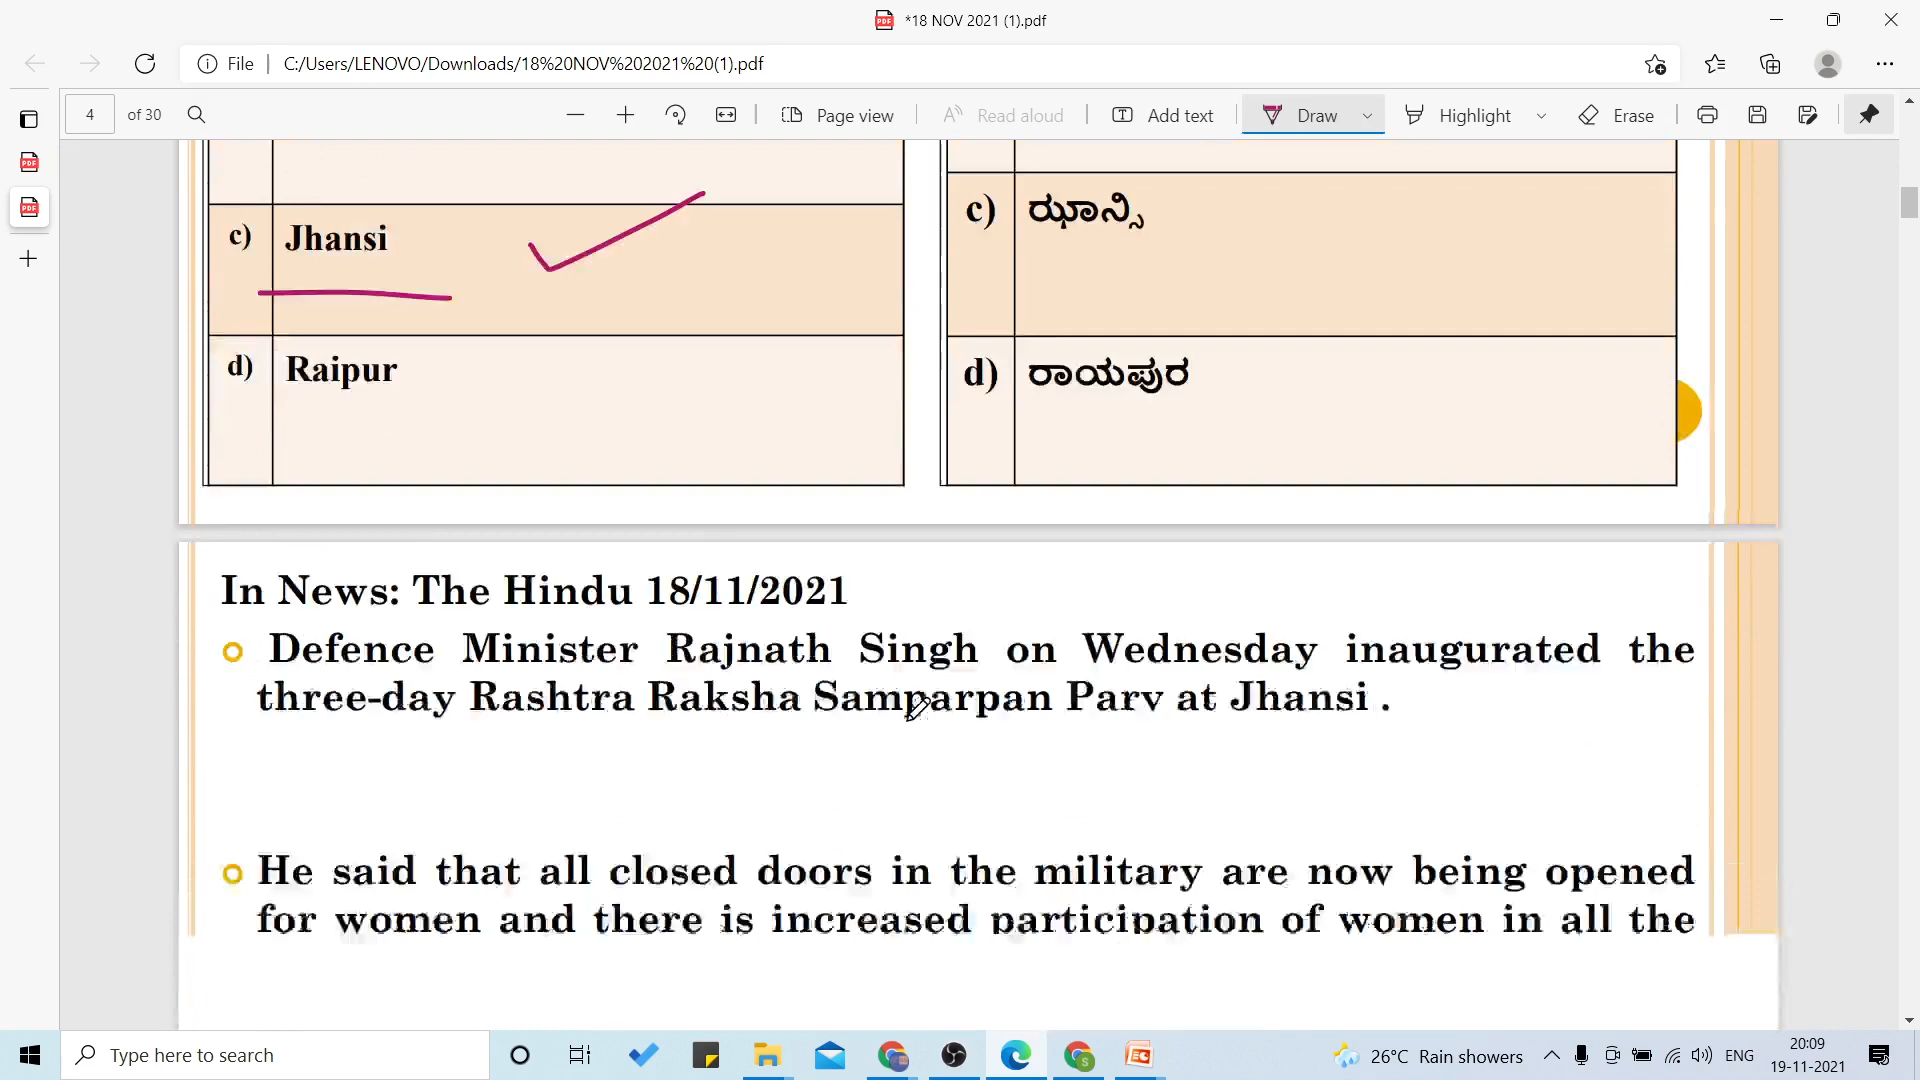 *18 NOV 2021 (1).pdf
File
C:/Users/LENOVO/Downloads/18%20NOV%202021%20(1).pdf
4 of 30
Page view
Read aloud
Add text
Draw
Highlight
Erase
c) Jhansi
d) Raipur
c) ಝಾನ್ಸಿ
d) ರಾಯಪುರ
In News: The Hindu 18/11/2021
Defence Minister Rajnath Singh on Wednesday inaugurated the
three-day Rashtra Raksha Samparpan Parv at Jhansi .
He said that all closed doors in the military are now being opened
for women and there is increased participation of women in all the
Type here to search
26°C Rain showers
ENG
20:09
19-11-2021